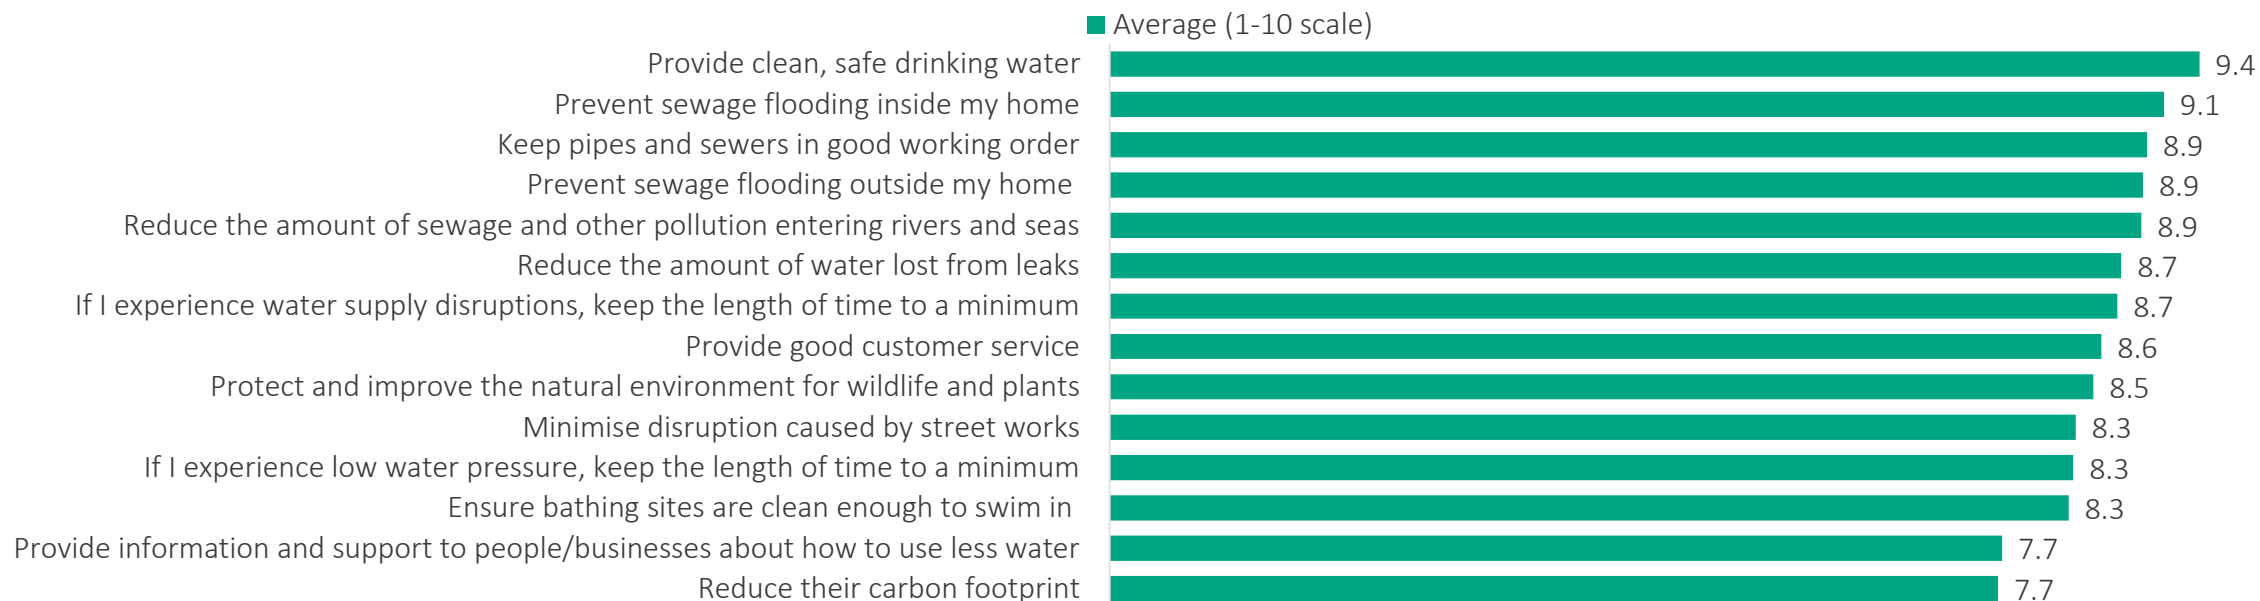 Average (1-10 scale)
Provide clean, safe drinking water 9.4
Prevent sewage flooding inside my home 9.1
Keep pipes and sewers in good working order 8.9
Prevent sewage flooding outside my home 8.9
Reduce the amount of sewage and other pollution entering rivers and seas 8.9
Reduce the amount of water lost from leaks 8.7
If I experience water supply disruptions, keep the length of time to a minimum 8.7
Provide good customer service 8.6
Protect and improve the natural environment for wildlife and plants 8.5
Minimise disruption caused by street works 8.3
If I experience low water pressure, keep the length of time to a minimum 8.3
Ensure bathing sites are clean enough to swim in 8.3
Provide information and support to people/businesses about how to use less water 7.7
Reduce their carbon footprint 7.7